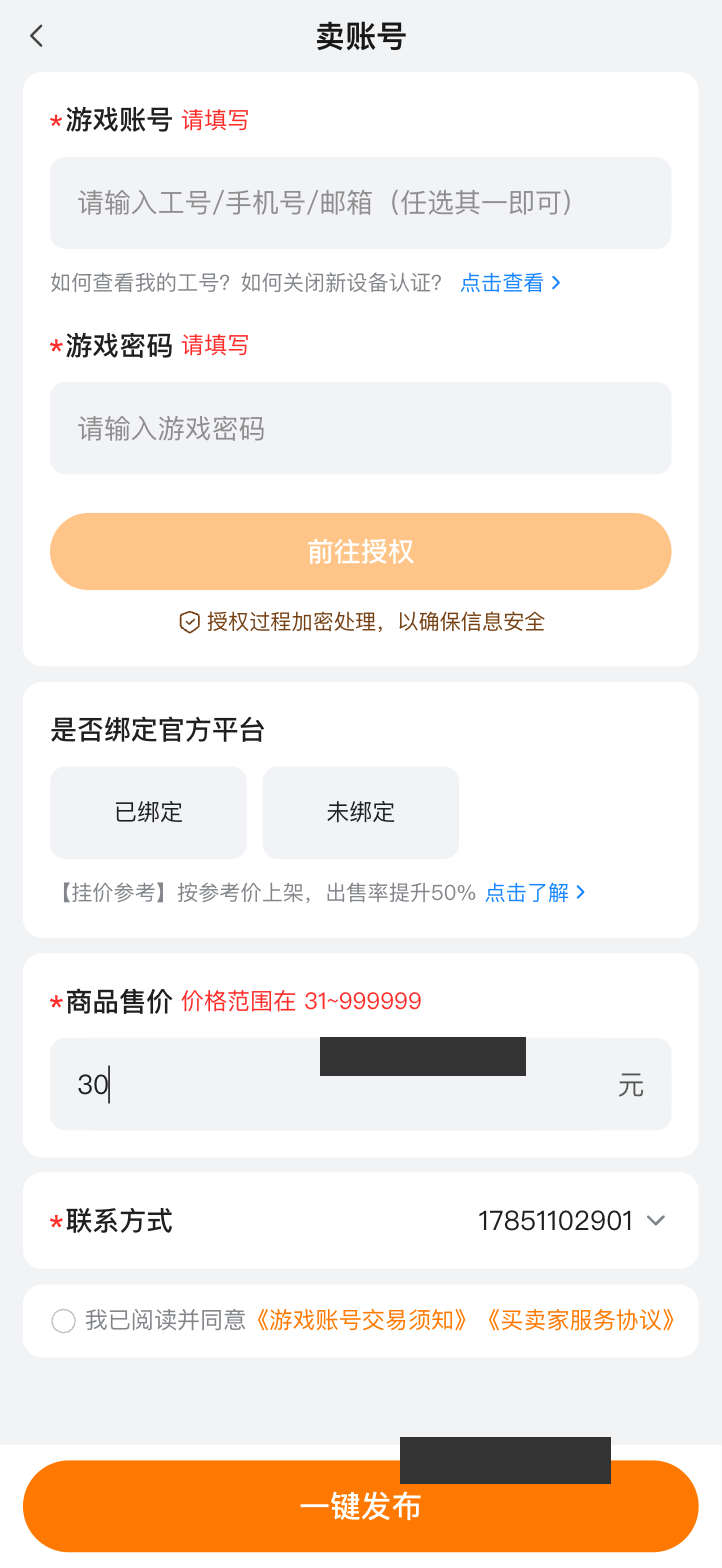 卖账号
*游戏账号 请填写
请输入工号/手机号/邮箱（任选其一即可）
如何查看我的工号？如何关闭新设备认证？ 点击查看
*游戏密码 请填写
请输入游戏密码
前往授权
授权过程加密处理，以确保信息安全
是否绑定官方平台
已绑定 未绑定
【挂价参考】按参考价上架，出售率提升50% 点击了解
*商品售价 价格范围在 31~999999
30 元
*联系方式 17851102901
我已阅读并同意《游戏账号交易须知》《买卖家服务协议》
一键发布